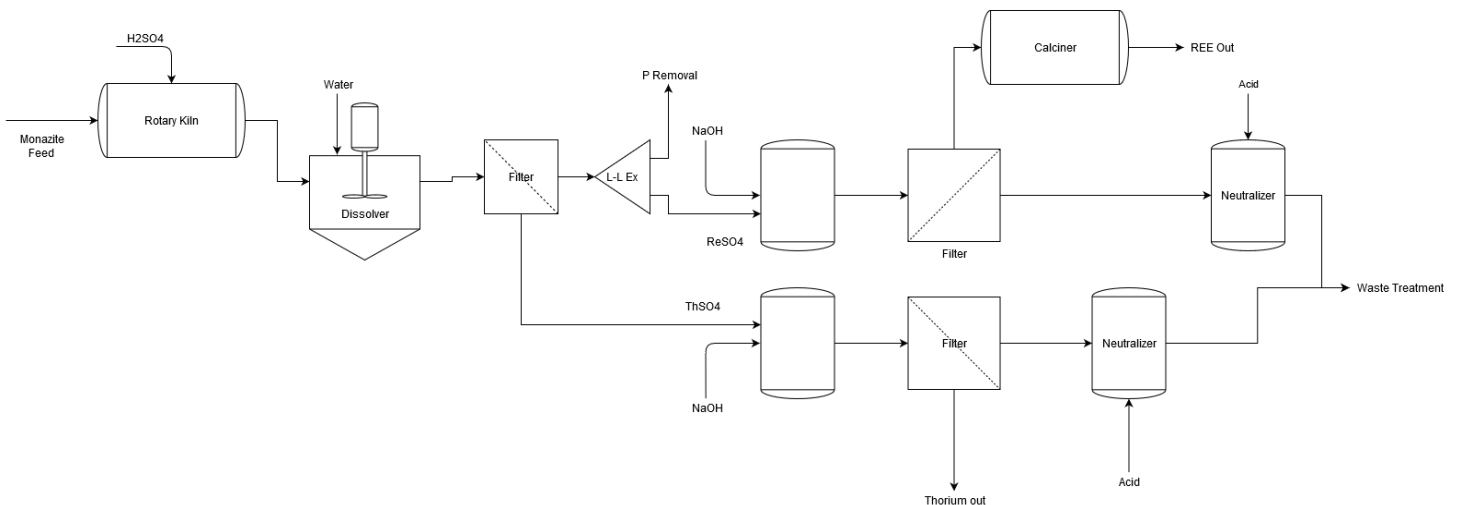 H2SO4
Rotary Kiln
Monazite
Feed
Water
Dissolver
Filter
L-L Ex
P Removal
NaOH
ReSO4
Filter
Calciner
REE Out
Acid
Neutralizer
ThSO4
NaOH
Filter
Thorium out
Neutralizer
Acid
Waste Treatment